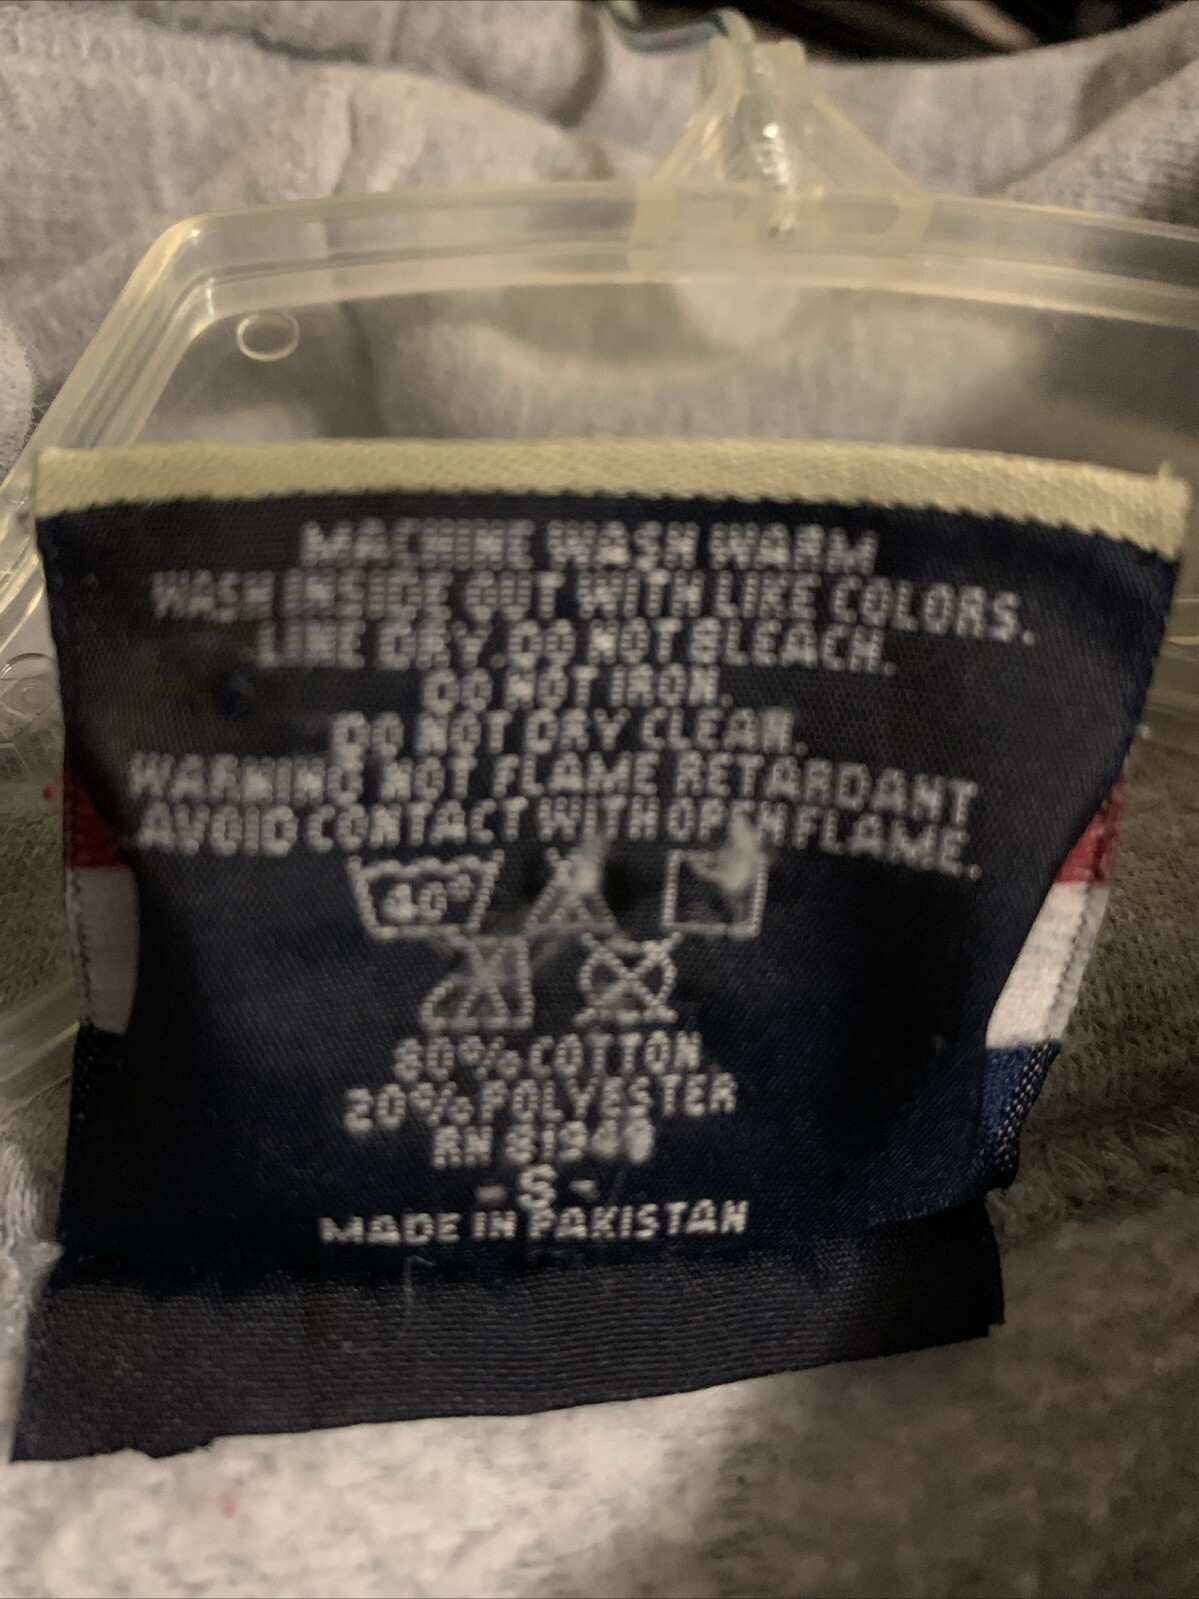 MACHINE WASH WARM
WASH INSIDE OUT WITH LIKE COLORS.
LINE DRY. DO NOT BLEACH.
DO NOT IRON.
DO NOT DRY CLEAN.
WARNING NOT FLAME RETARDANT
AVOID CONTACT WITH OPEN FLAME.
40°
80% COTTON
20% POLYESTER
RN 81940
- S -
MADE IN PAKISTAN